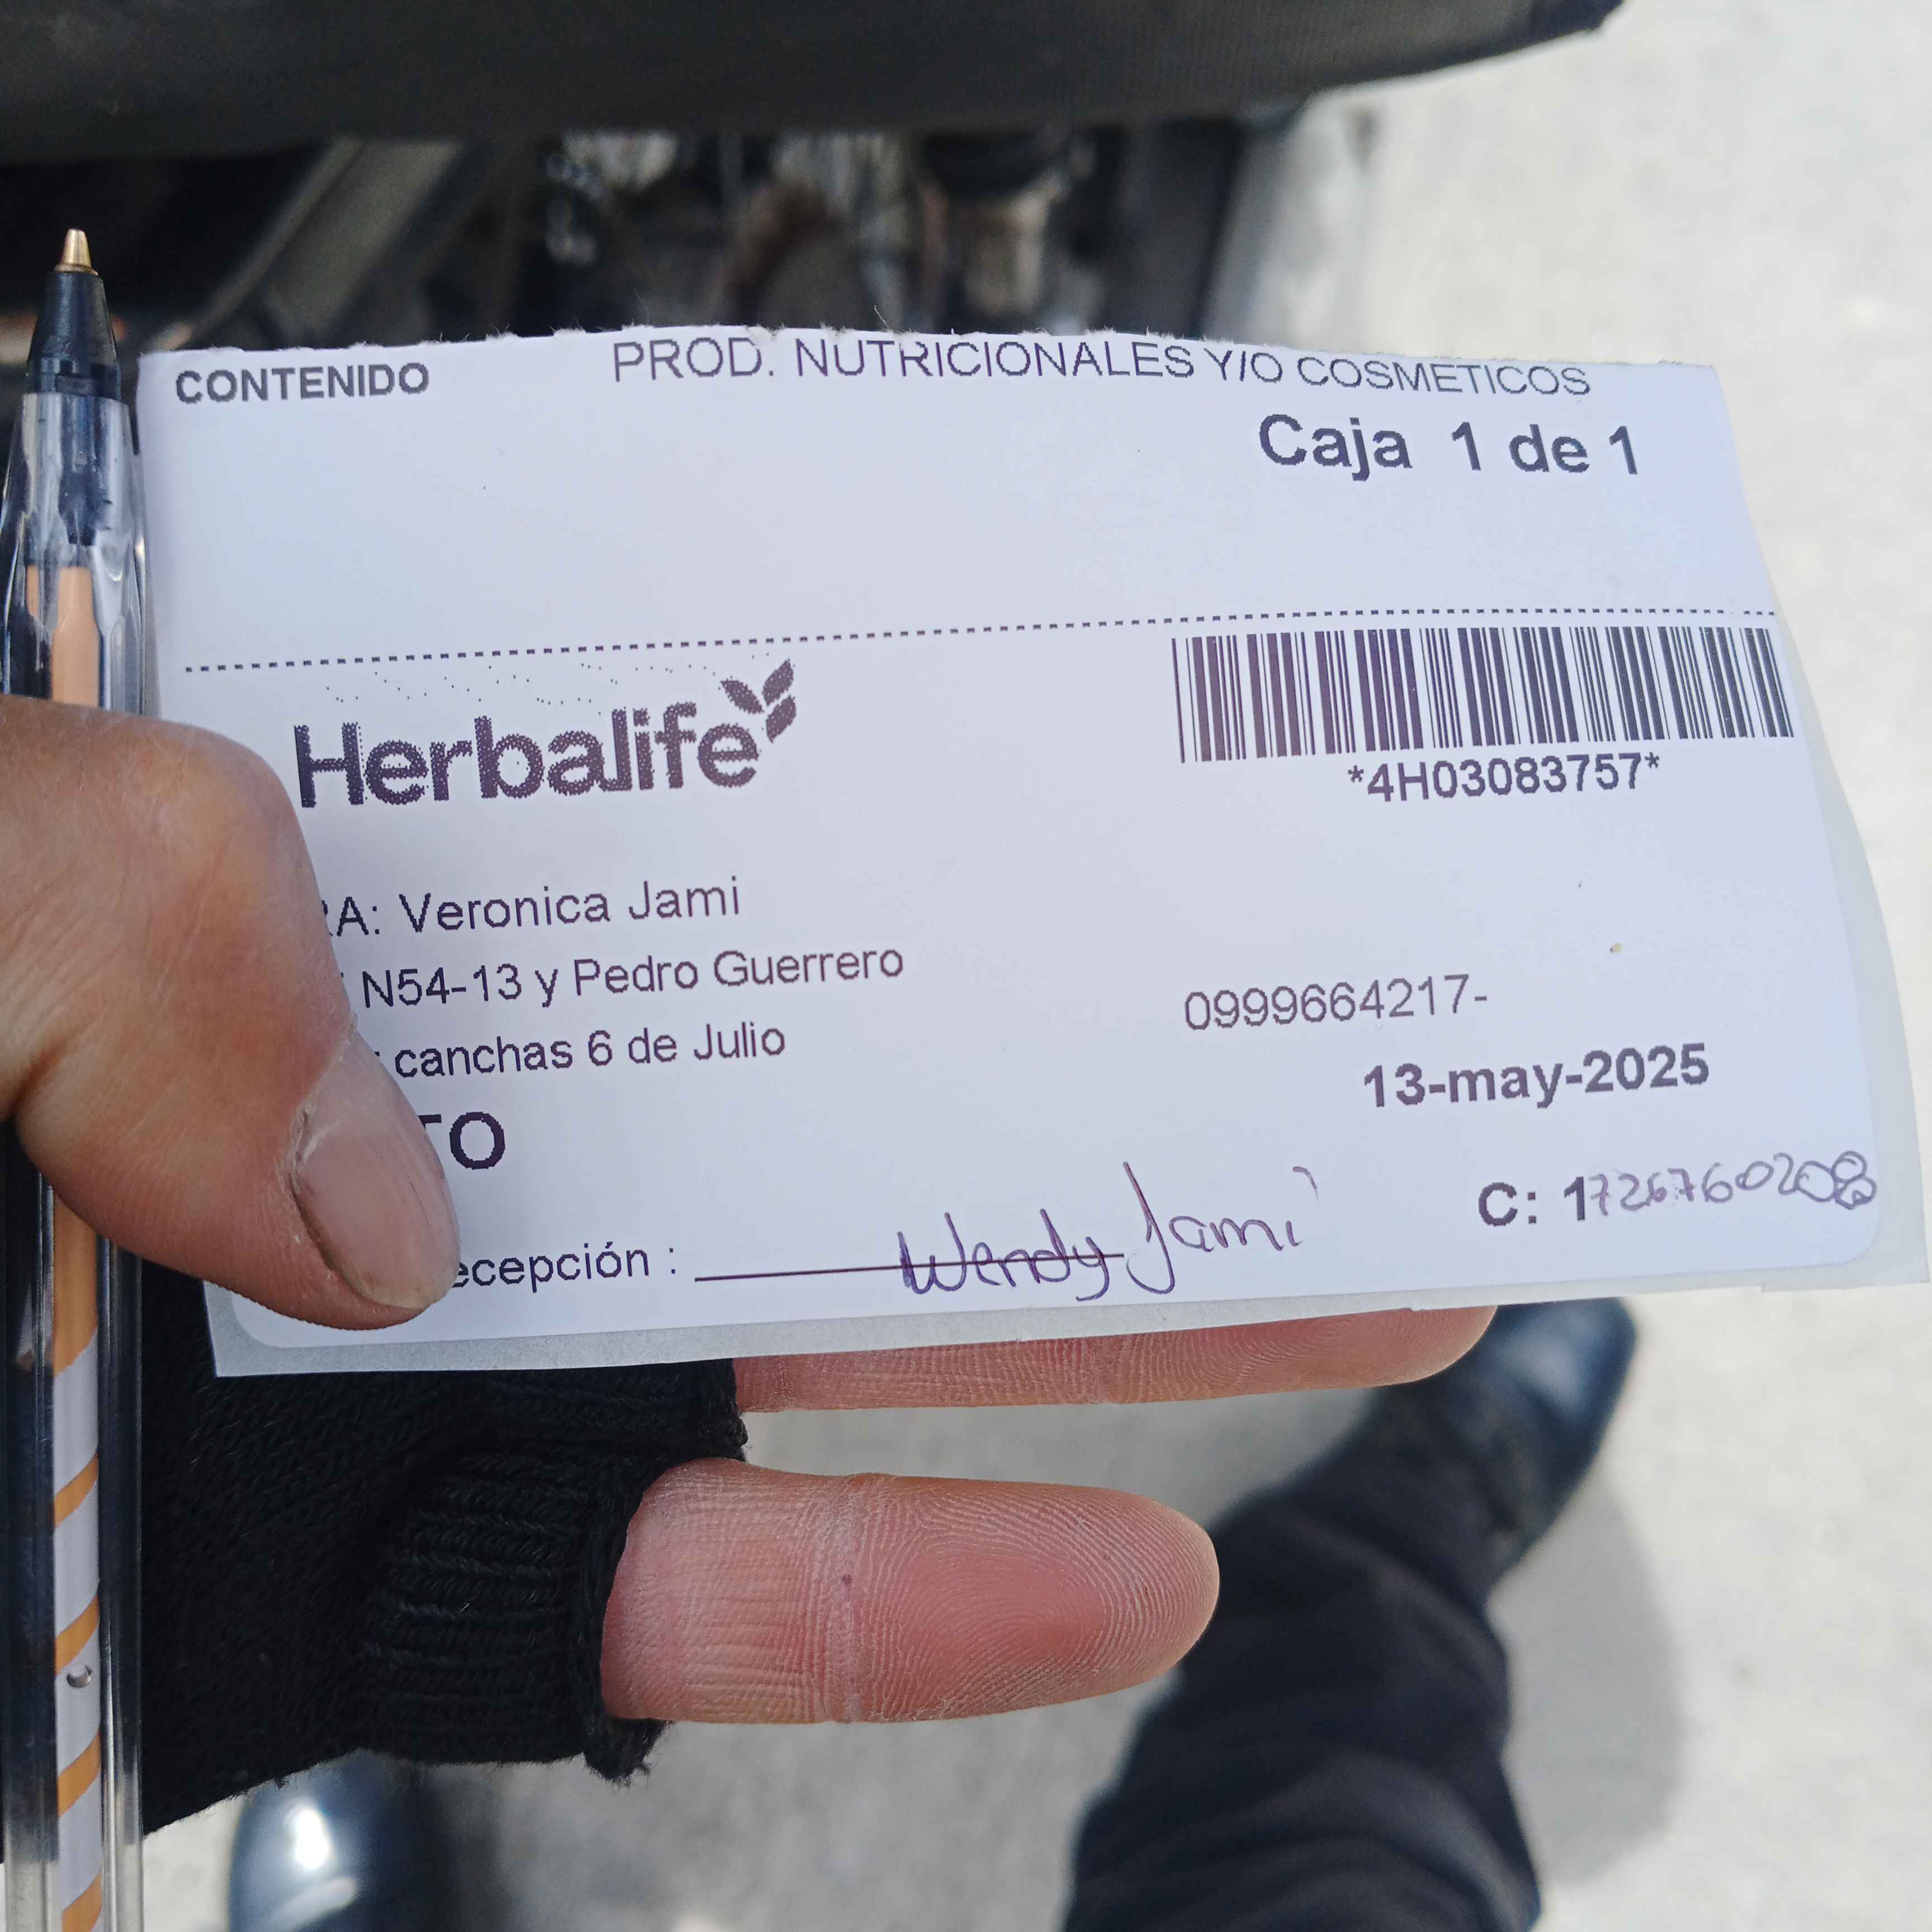 CONTENIDO PROD. NUTRICIONALES Y/O COSMETICOS
Caja 1 de 1
Herbalife
*4H03083757*
A: Veronica Jami
N54-13 y Pedro Guerrero
0999664217-
canchas 6 de Julio
13-may-2025
TO
C: 1726760208
ecepción : Wendy Jami